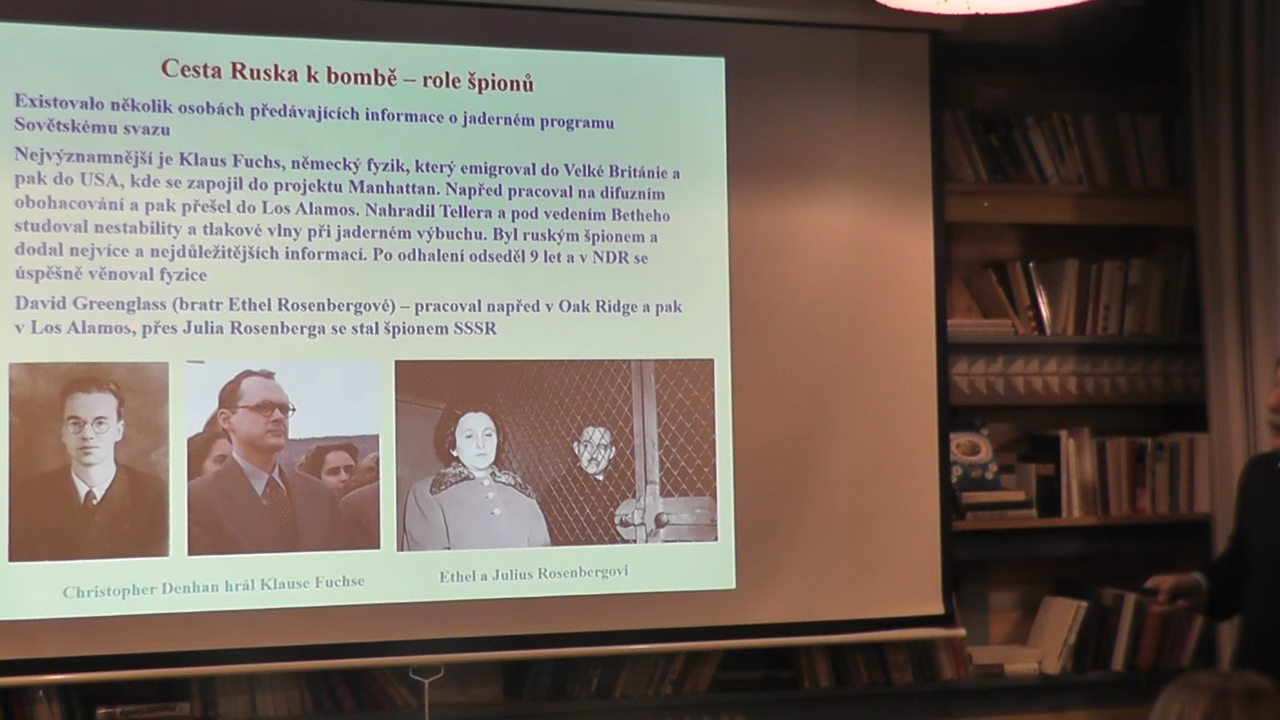 Cesta Ruska k bombě – role špionů
Existovalo několik osobách předávajících informace o jaderném programu
Sovětskému svazu
Nejvýznamnější je Klaus Fuchs, německý fyzik, který emigroval do Velké Británie a
pak do USA, kde se zapojil do projektu Manhattan. Napřed pracoval na difuzním
obohacování a pak přešel do Los Alamos. Nahradil Tellera a pod vedením Betheho
studoval nestability a tlakové vlny při jaderném výbuchu. Byl ruským špionem a
dodal nejvíce a nejdůležitějších informací. Po odhalení odseděl 9 let a v NDR se
úspěšně věnoval fyzice
David Greenglass (bratr Ethel Rosenbergové) – pracoval napřed v Oak Ridge a pak
v Los Alamos, přes Julia Rosenberga se stal špionem SSSR
Christopher Denhan hrál Klause Fuchse
Ethel a Julius Rosenbergovi